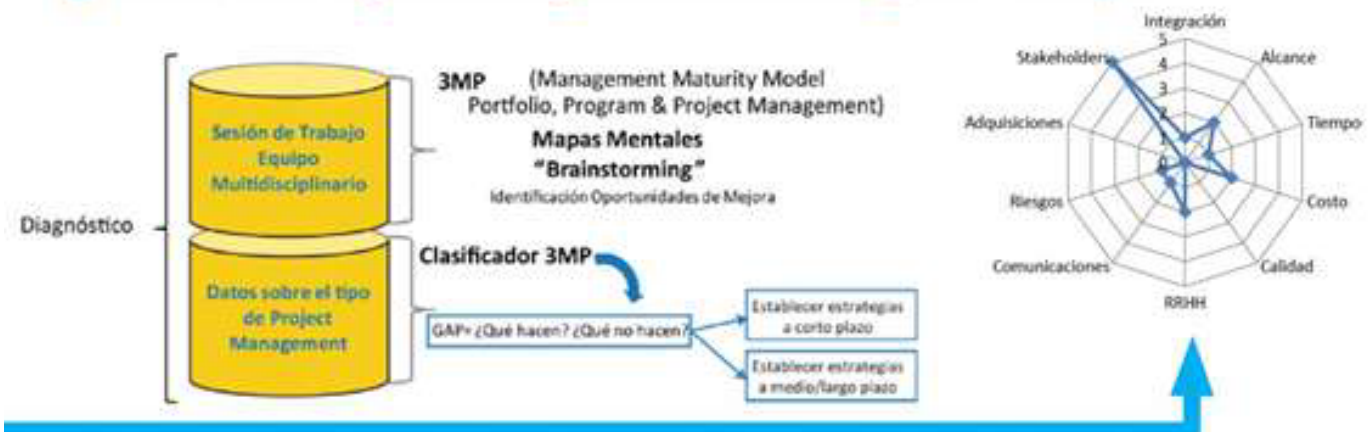 Diagnóstico
Sesión de Trabajo
Equipo
Multidisciplinario
Datos sobre el tipo
de Project
Management
3MP (Management Maturity Model
Portfolio, Program & Project Management)
Mapas Mentales
“Brainstorming”
Identificación Oportunidades de Mejora
Clasificador 3MP
GAP= ¿Qué hacen? ¿Qué no hacen?
Establecer estrategias
a corto plazo
Establecer estrategias
a medio/largo plazo
Integración
Alcance
Tiempo
Costo
Calidad
RRHH
Comunicaciones
Riesgos
Adquisiciones
Stakeholders
5
4
3
2
1
0